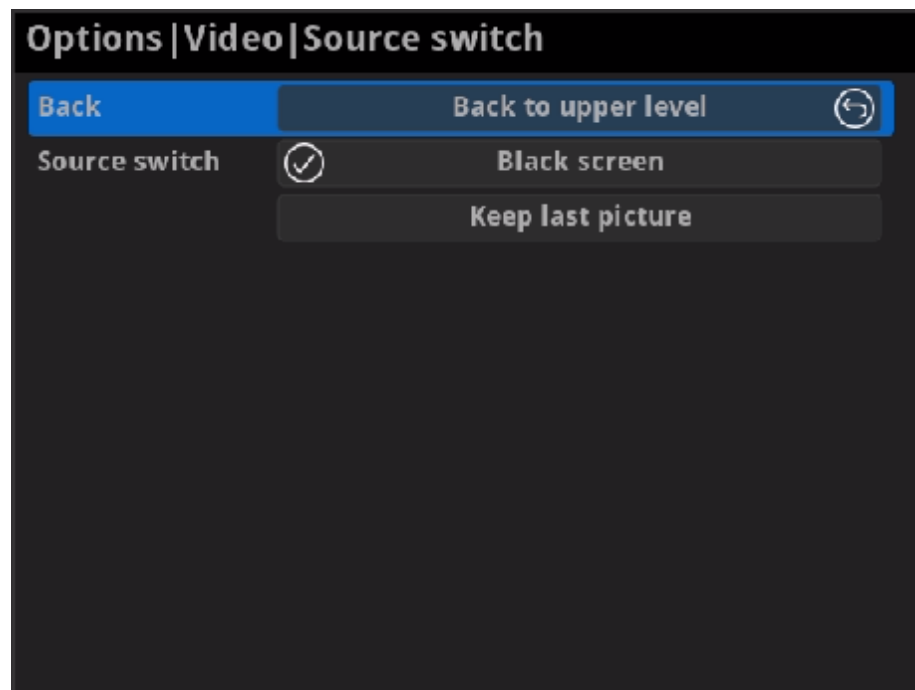 Options|Video|Source switch
Back Back to upper level
Source switch Black screen
Keep last picture